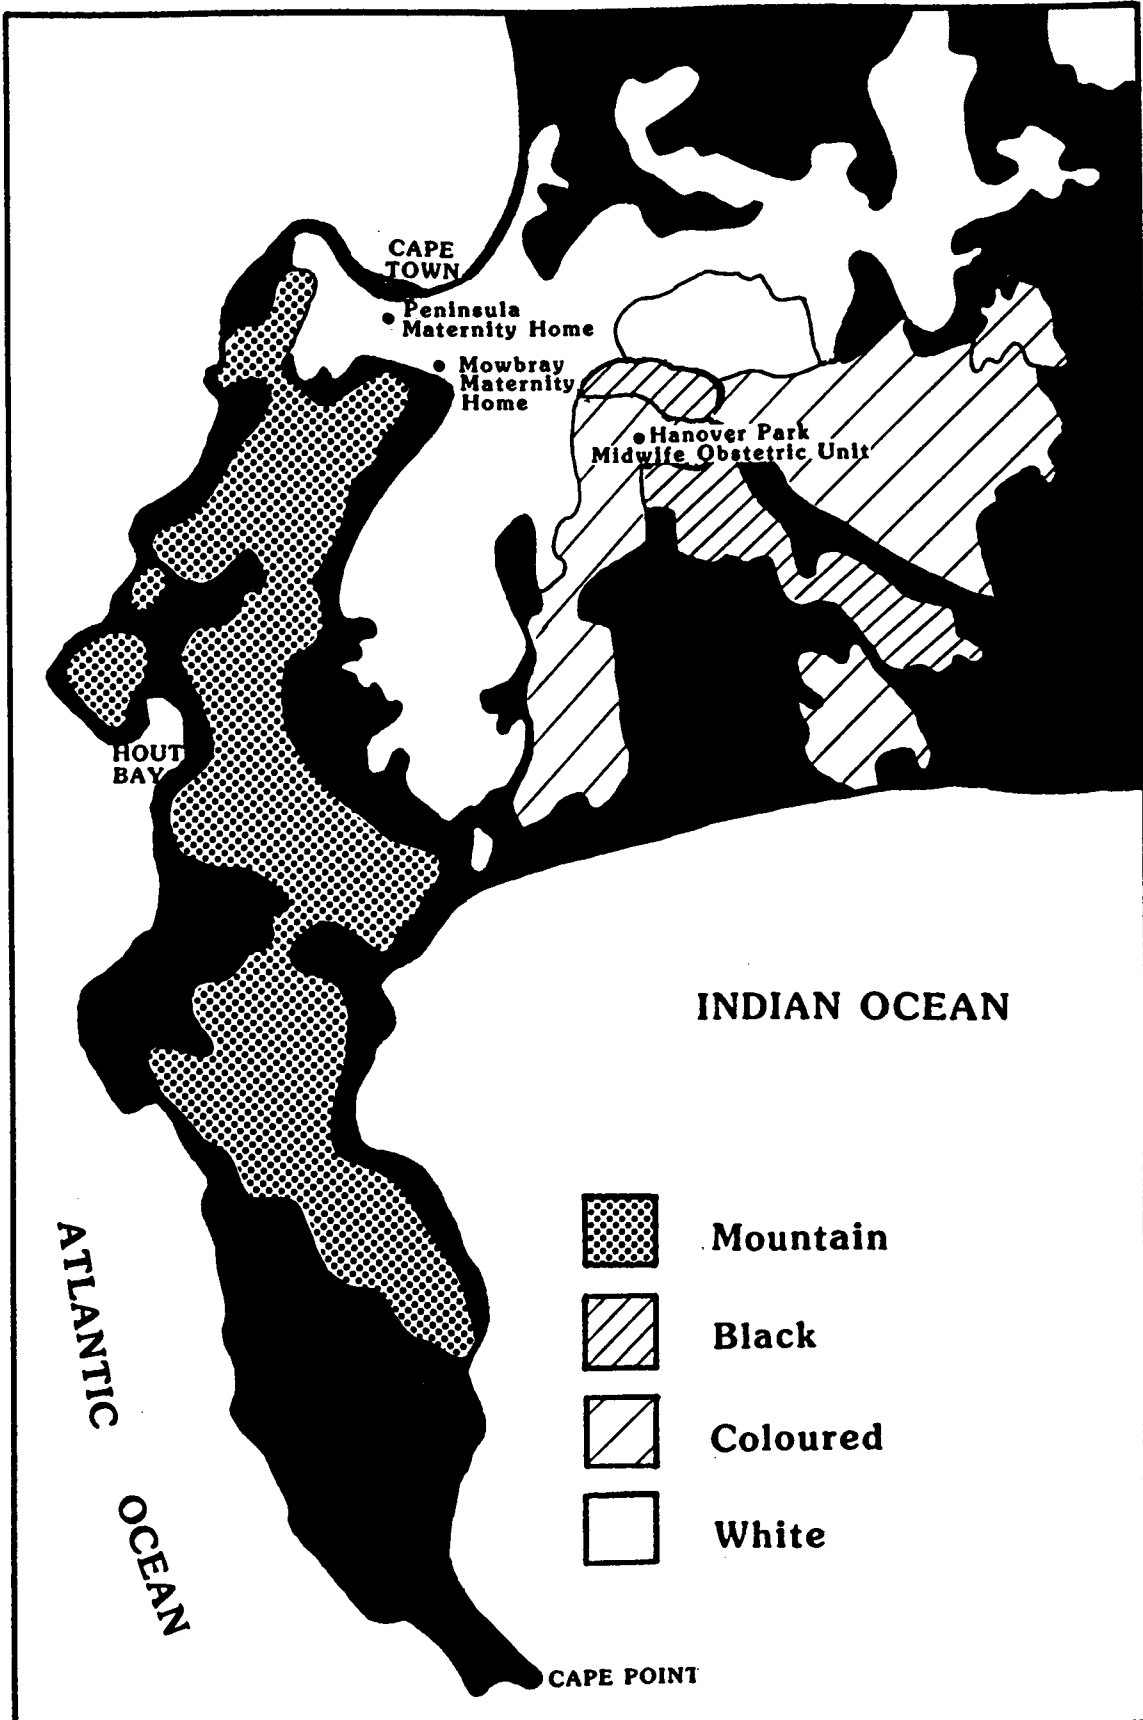 CAPE
TOWN
Peninsula
Maternity Home
Mowbray
Maternity
Home
Hanover Park
Midwife Obstetric Unit
HOUT
BAY
INDIAN OCEAN
ATLANTIC OCEAN
Mountain
Black
Coloured
White
CAPE POINT